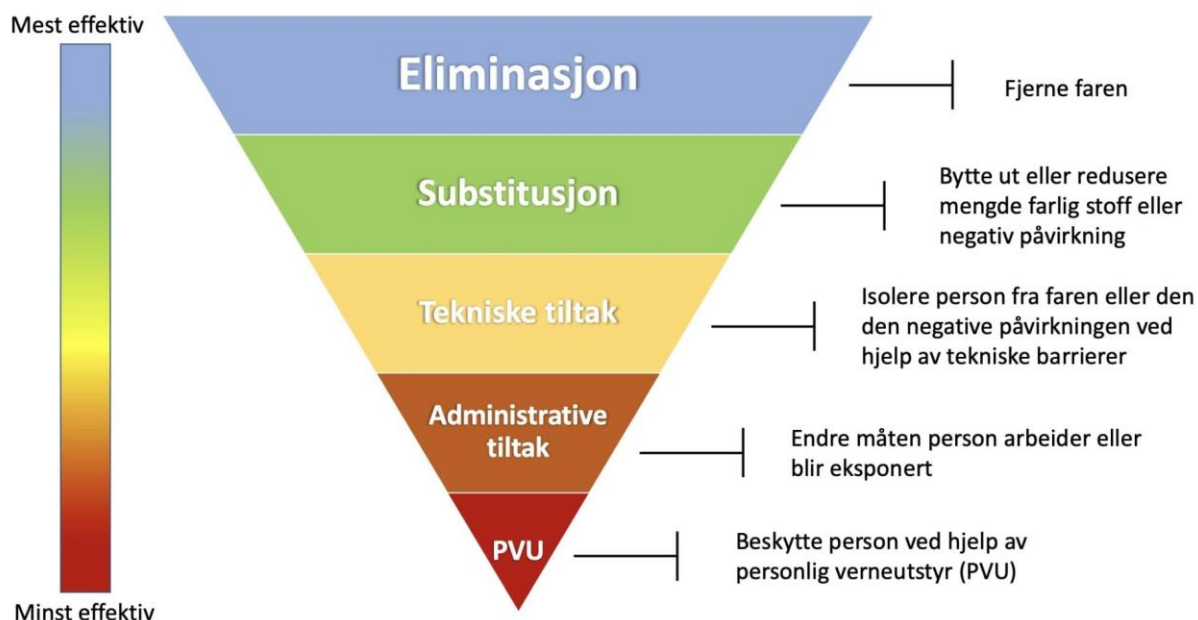 Mest effektiv
Eliminasjon
Fjerne faren
Substitusjon
Bytte ut eller redusere
mengde farlig stoff eller
negativ påvirkning
Tekniske tiltak
Isolere person fra faren eller den
den negative påvirkningen ved
hjelp av tekniske barrierer
Administrative
tiltak
Endre måten person arbeider eller
blir eksponert
PVU
Beskytte person ved hjelp av
personlig verneutstyr (PVU)
Minst effektiv